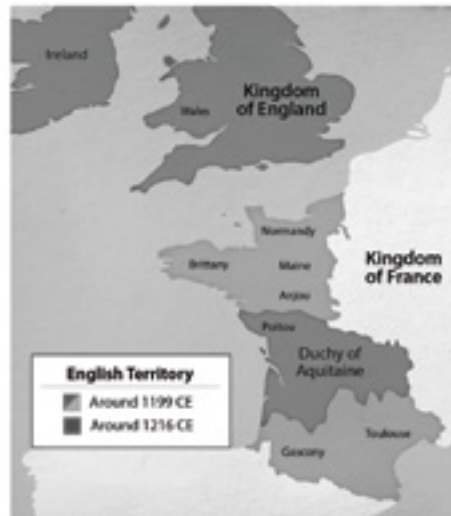 Ireland
Kingdom
of England
Wales
Normandy
Brittany
Maine
Anjou
Kingdom
of France
Poitou
Duchy of
Aquitaine
Toulouse
Gascony
English Territory
Around 1199 CE
Around 1216 CE